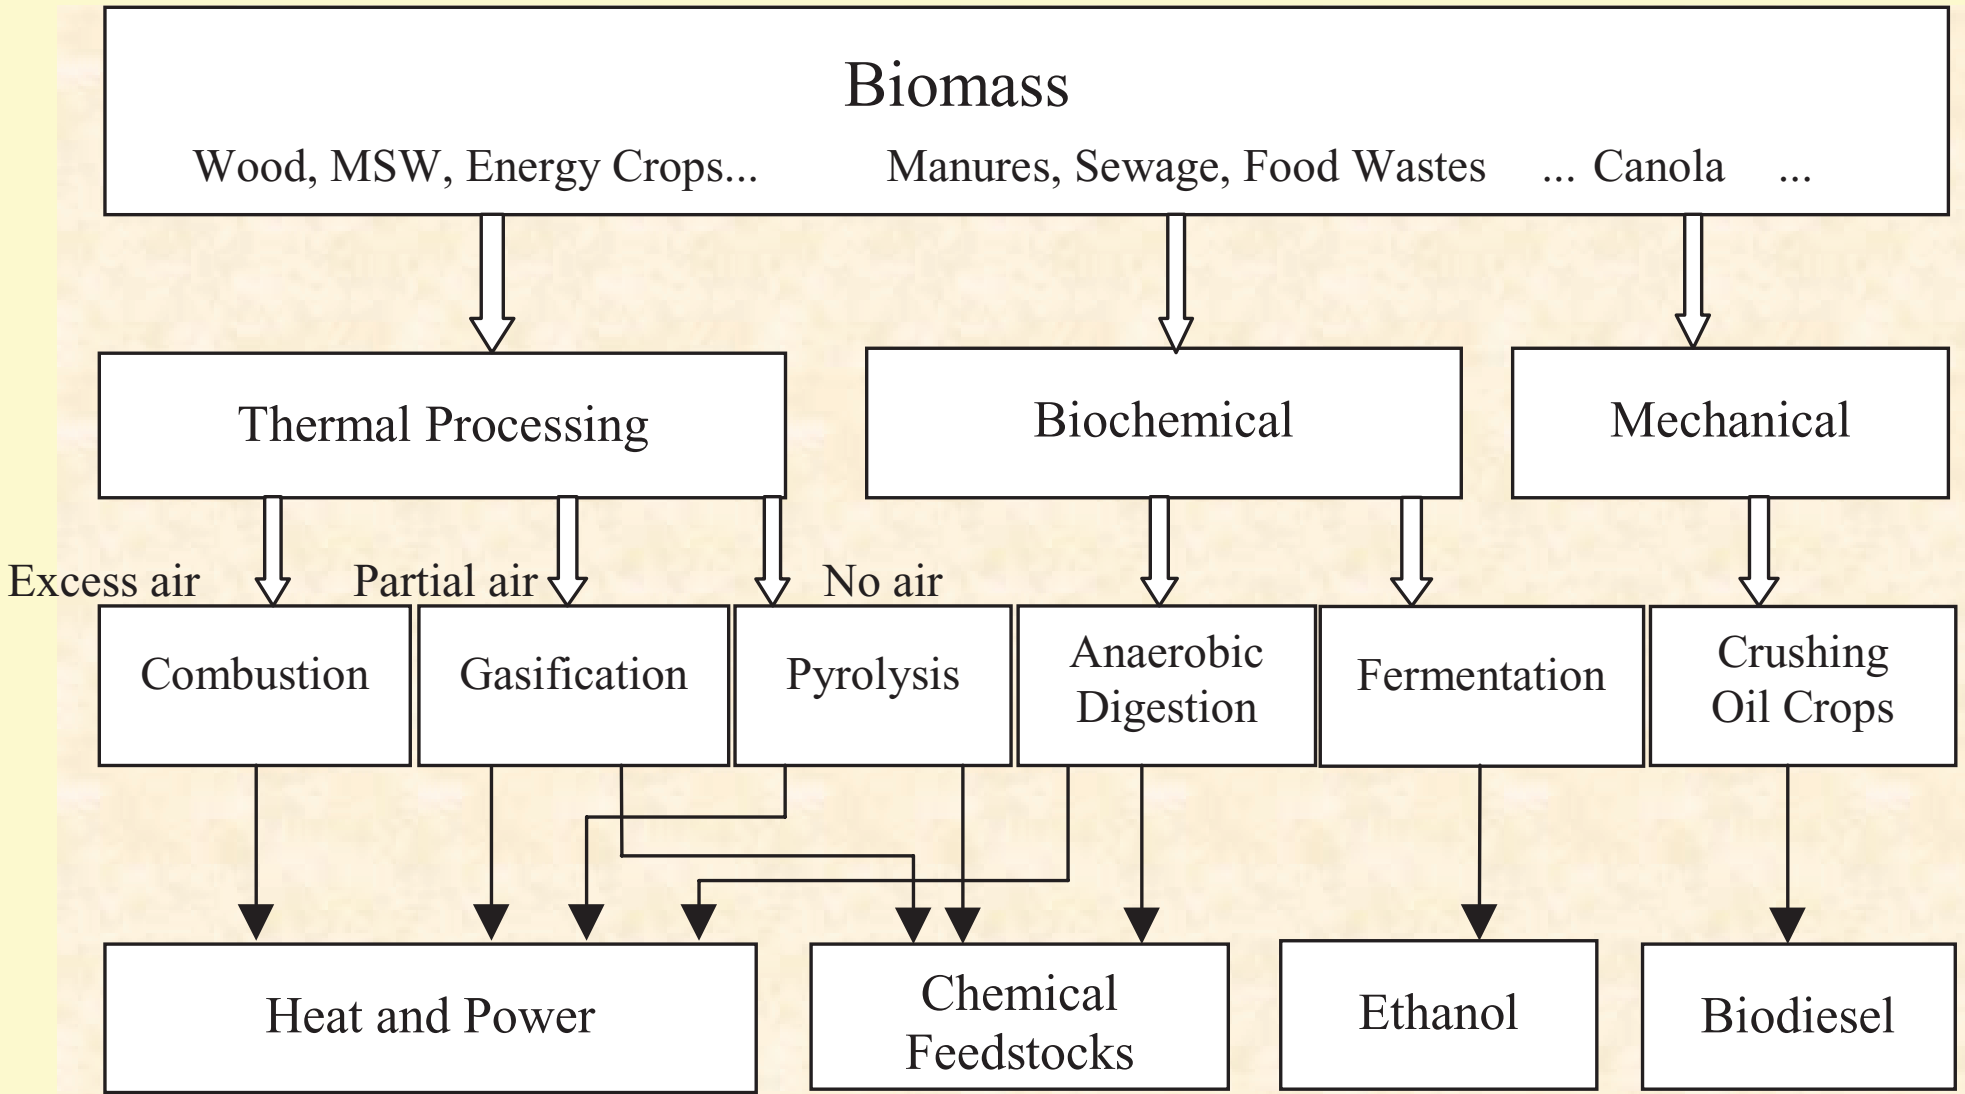 Biomass
Wood, MSW, Energy Crops... Manures, Sewage, Food Wastes ... Canola ...
Thermal Processing
Biochemical
Mechanical
Excess air
Partial air
No air
Combustion
Gasification
Pyrolysis
Anaerobic
Digestion
Fermentation
Crushing
Oil Crops
Heat and Power
Chemical
Feedstocks
Ethanol
Biodiesel